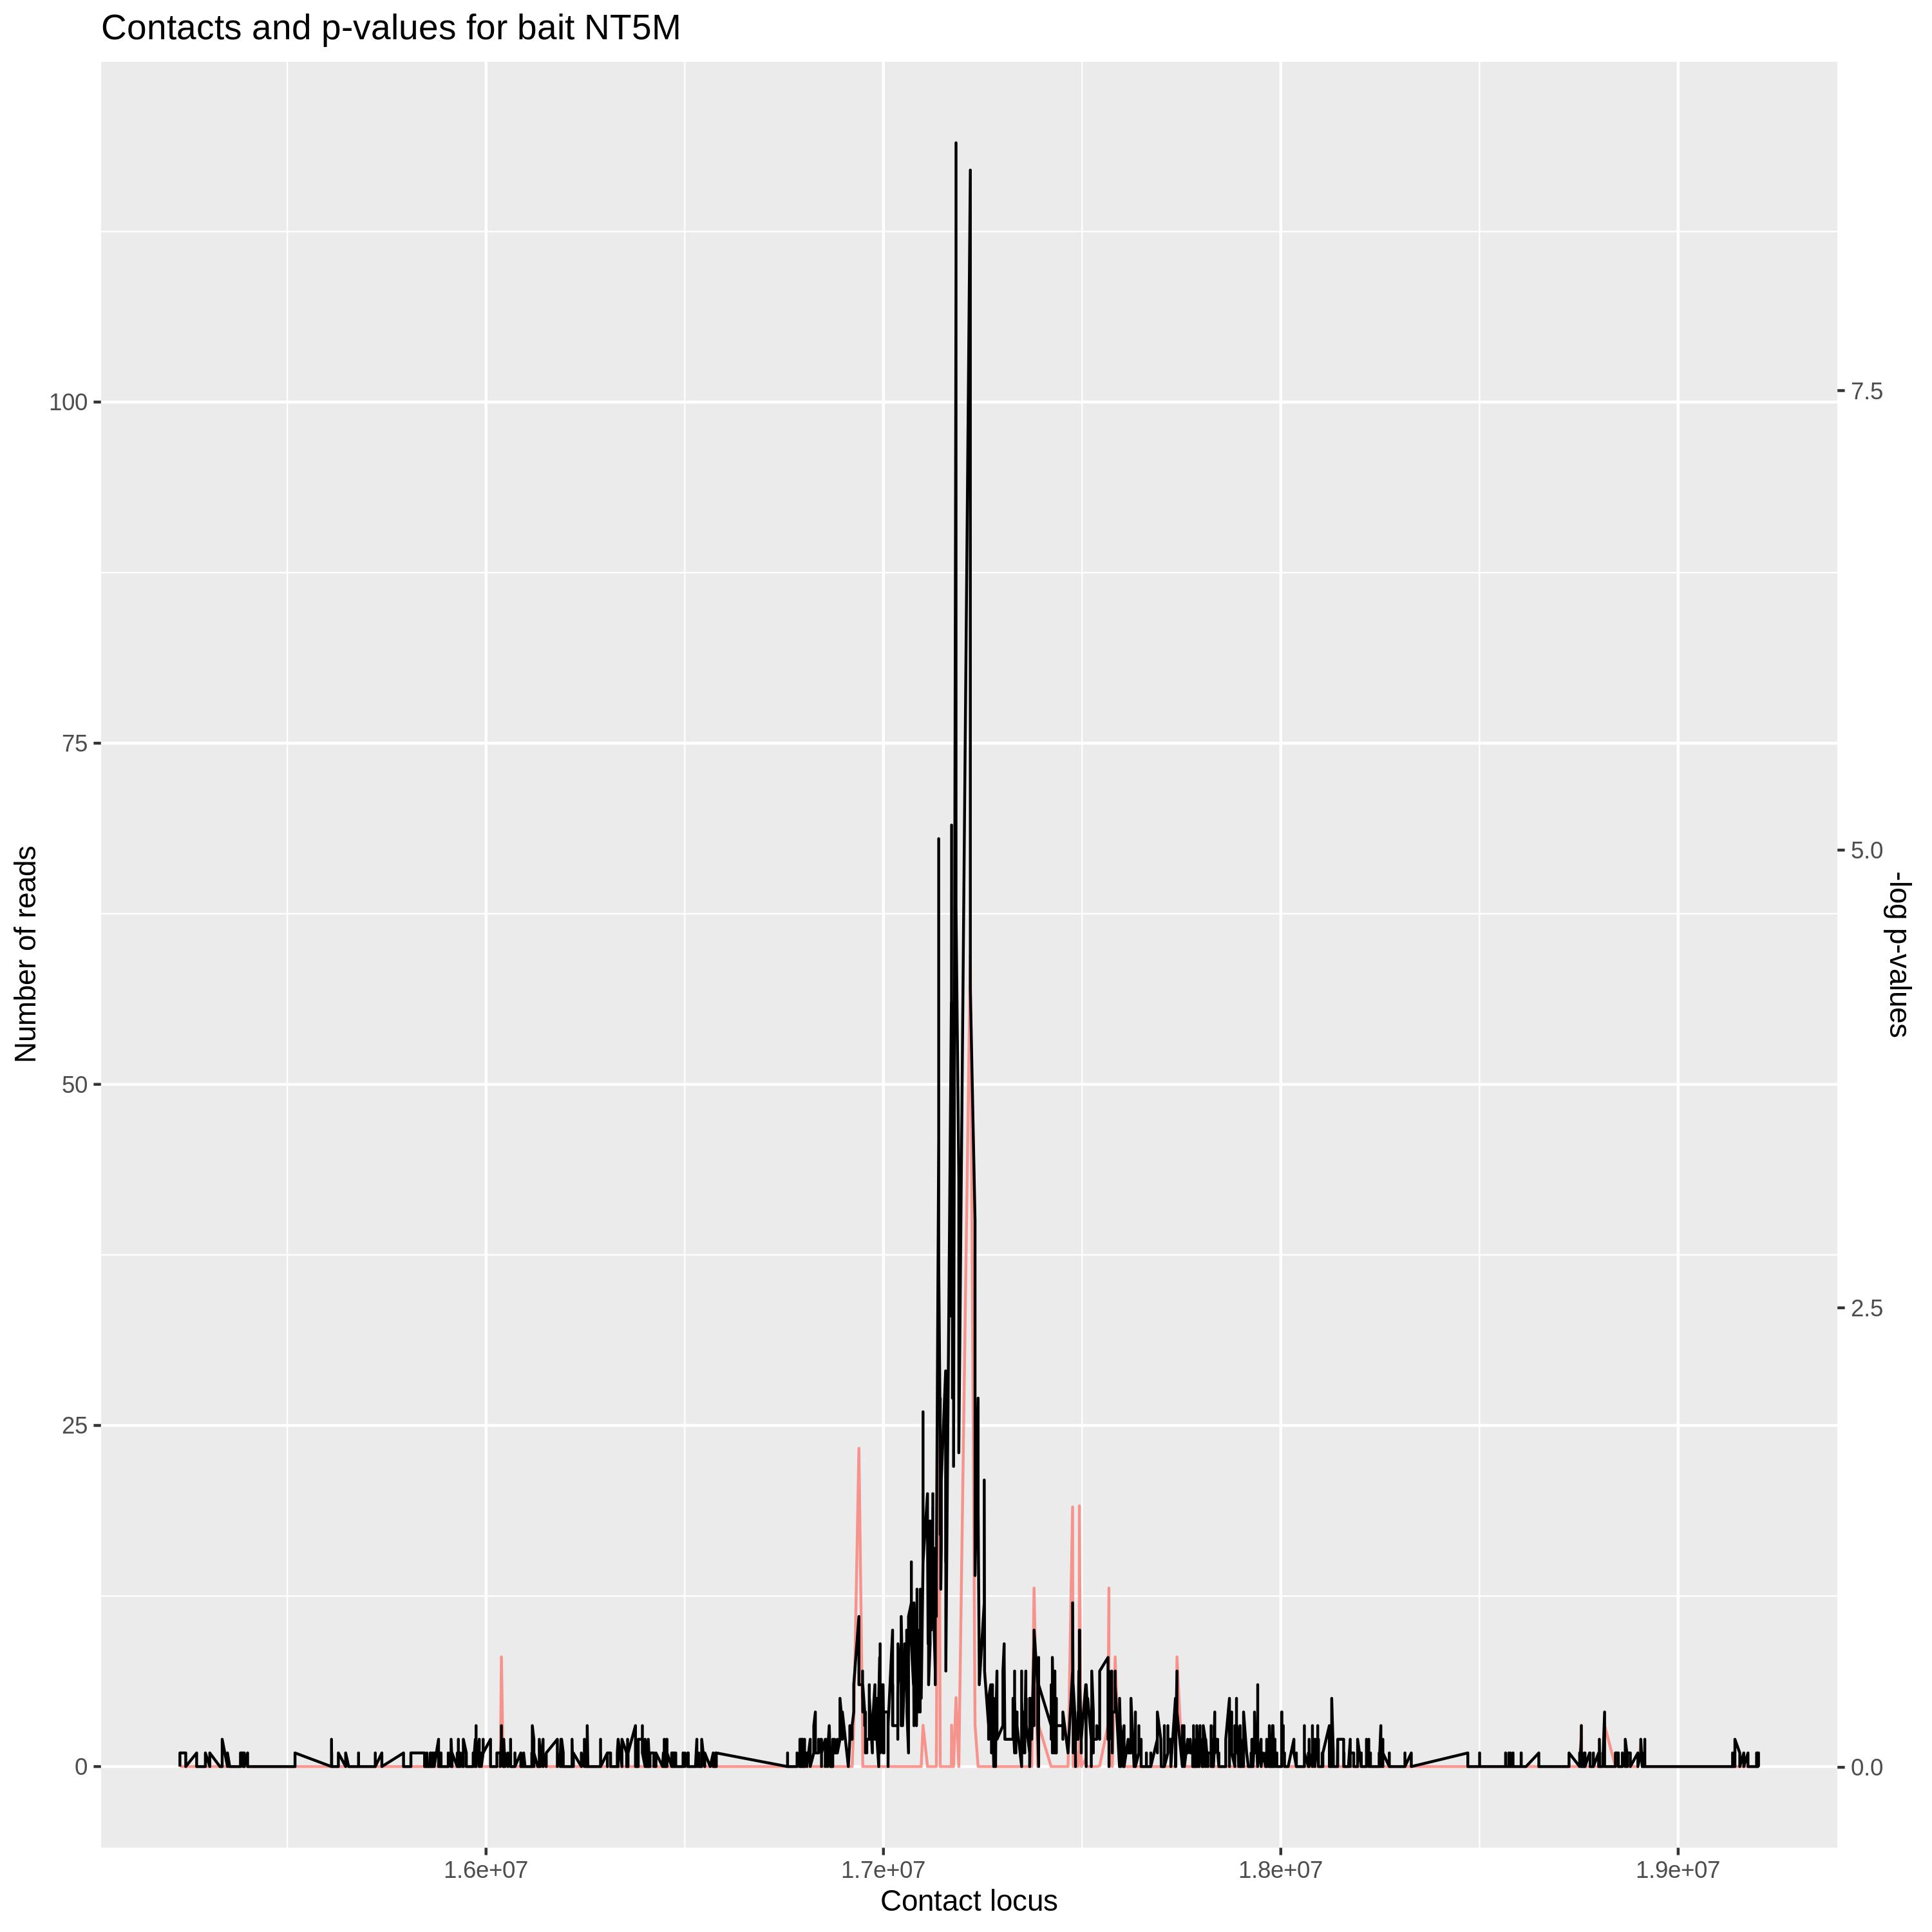 Contacts and p-values for bait NT5M
100
75
50
25
0
Number of reads
7.5
5.0
2.5
0.0
-log p-values
1.6e+07
1.7e+07
1.8e+07
1.9e+07
Contact locus